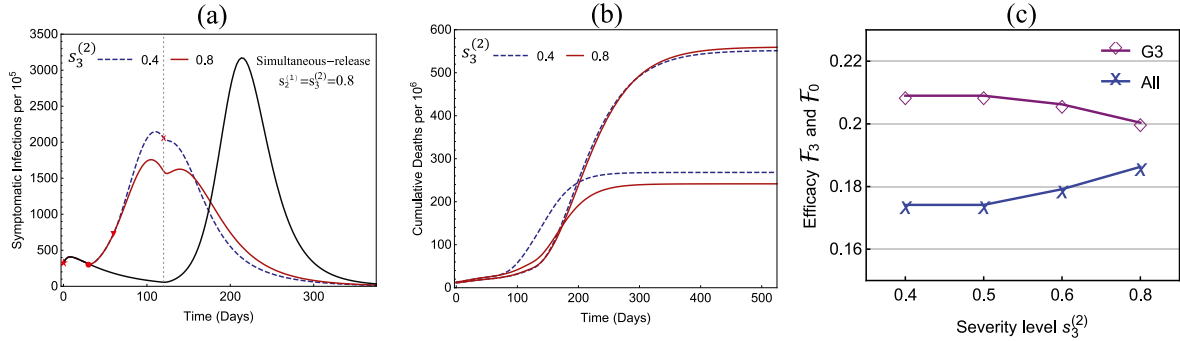 (a)
Symptomatic Infections per 10^5
3500
3000
2500
2000
1500
1000
500
0
0
100
200
300
Time (Days)
s_3^(2)
0.4
0.8
Simultaneous-release
s_2^(1)=s_3^(2)=0.8
(b)
Cumulative Deaths per 10^6
600
500
400
300
200
100
0
0
100
200
300
400
500
Time (Days)
s_3^(2)
0.4
0.8
(c)
Efficacy F_3 and F_0
0.22
0.2
0.18
0.16
0.4
0.5
0.6
0.8
Severity level s_3^(2)
G3
All